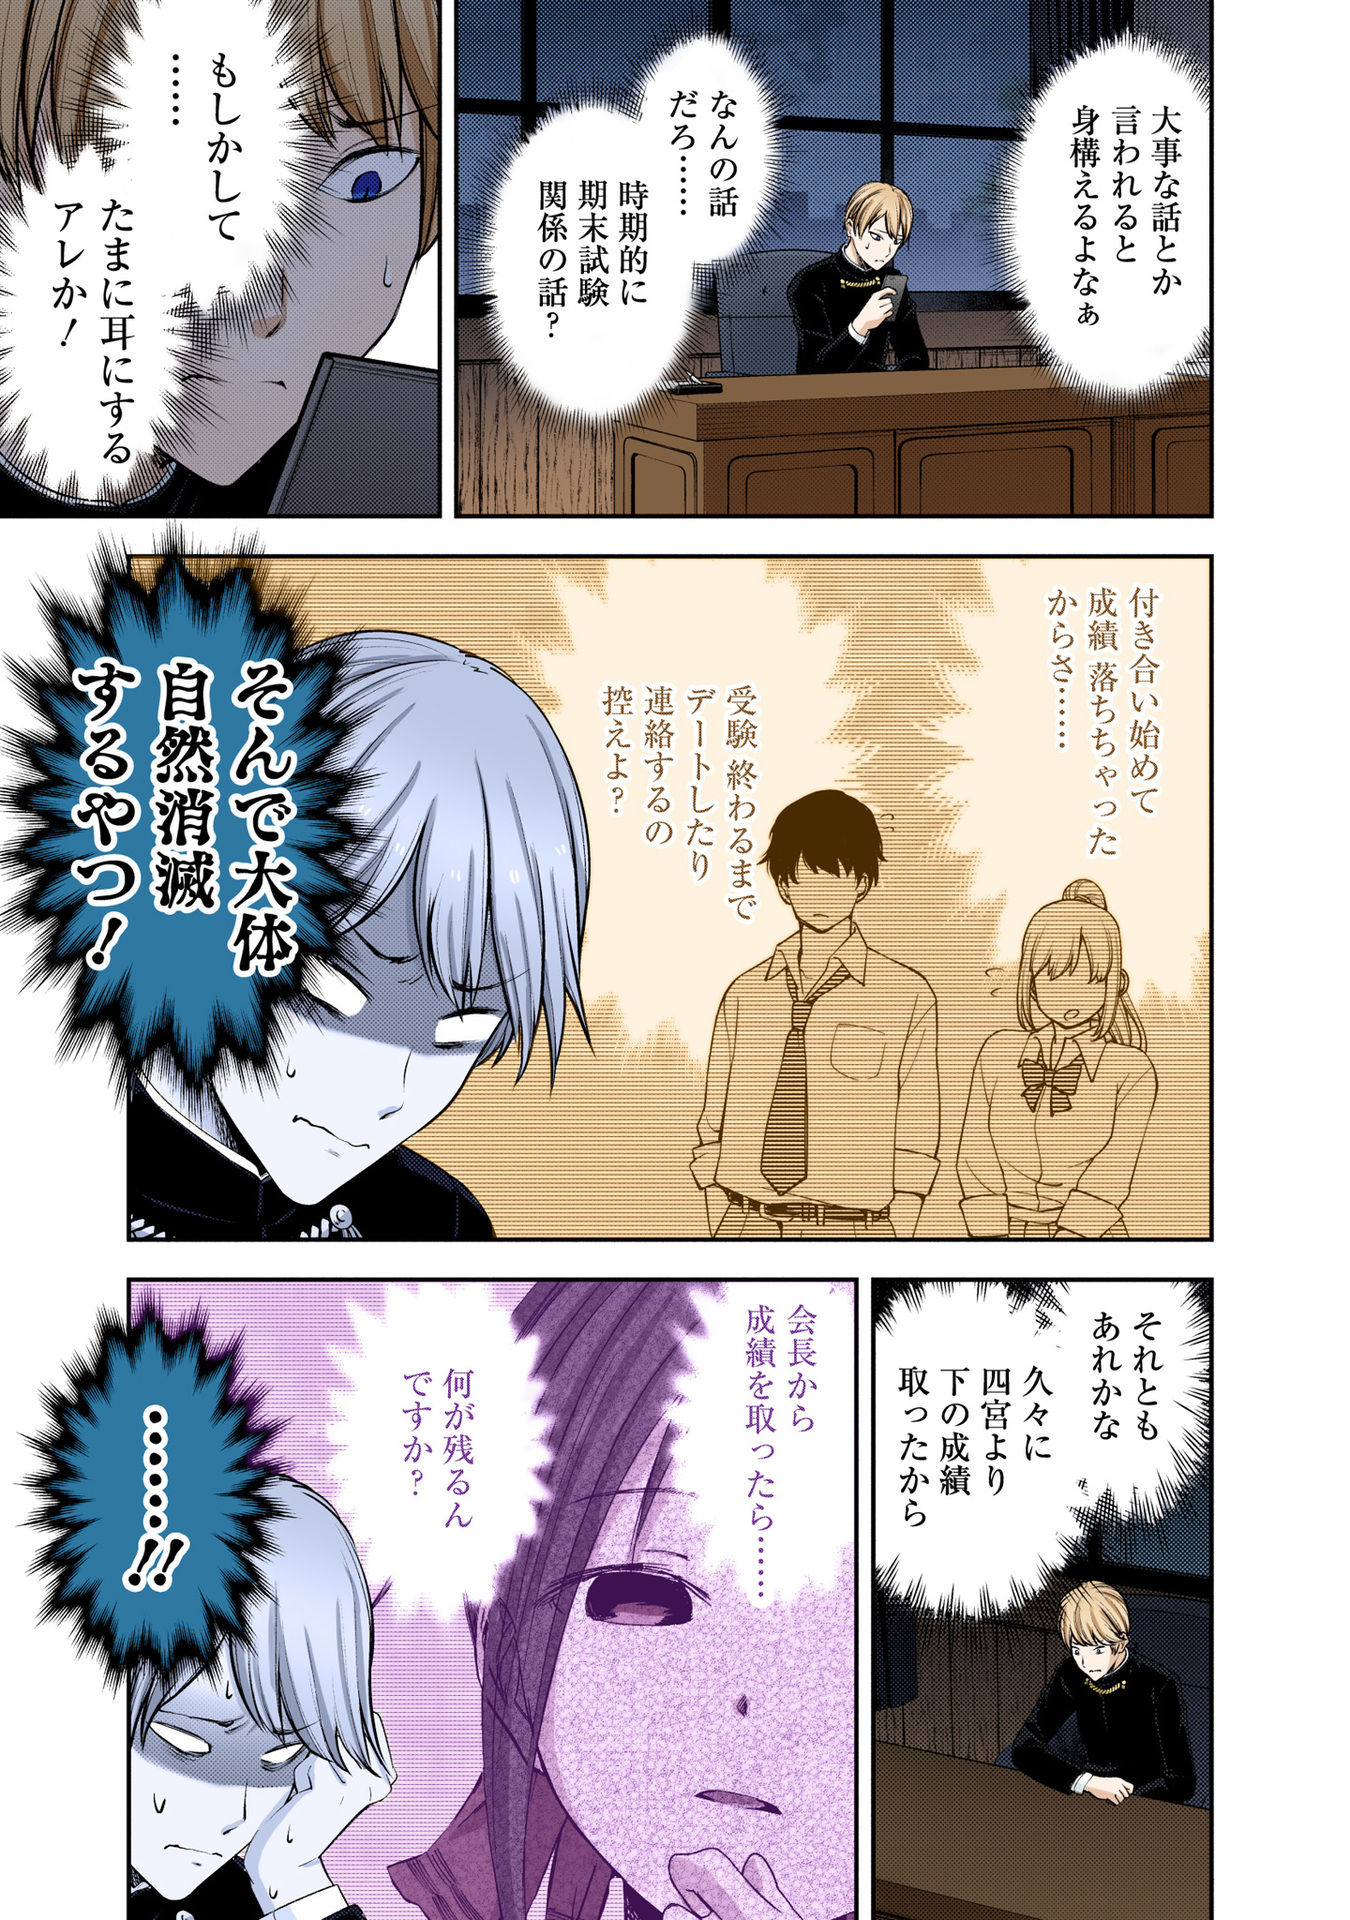 大事な話とか
言われると
身構えるよなぁ
なんの話
だろ……
時期的に
期末試験
関係の話？
もしかして
……
たまに耳にする
アレか！
付き合い始めて
成績 落ちちゃった
からさ……
受験 終わるまで
デートしたり
連絡するの
控えよ？
そんで大体
自然消滅
するやつ！
それとも
あれかな
久々に
四宮より
下の成績
取ったから
会長から
成績を取ったら……
何が残るん
ですか？
………!!